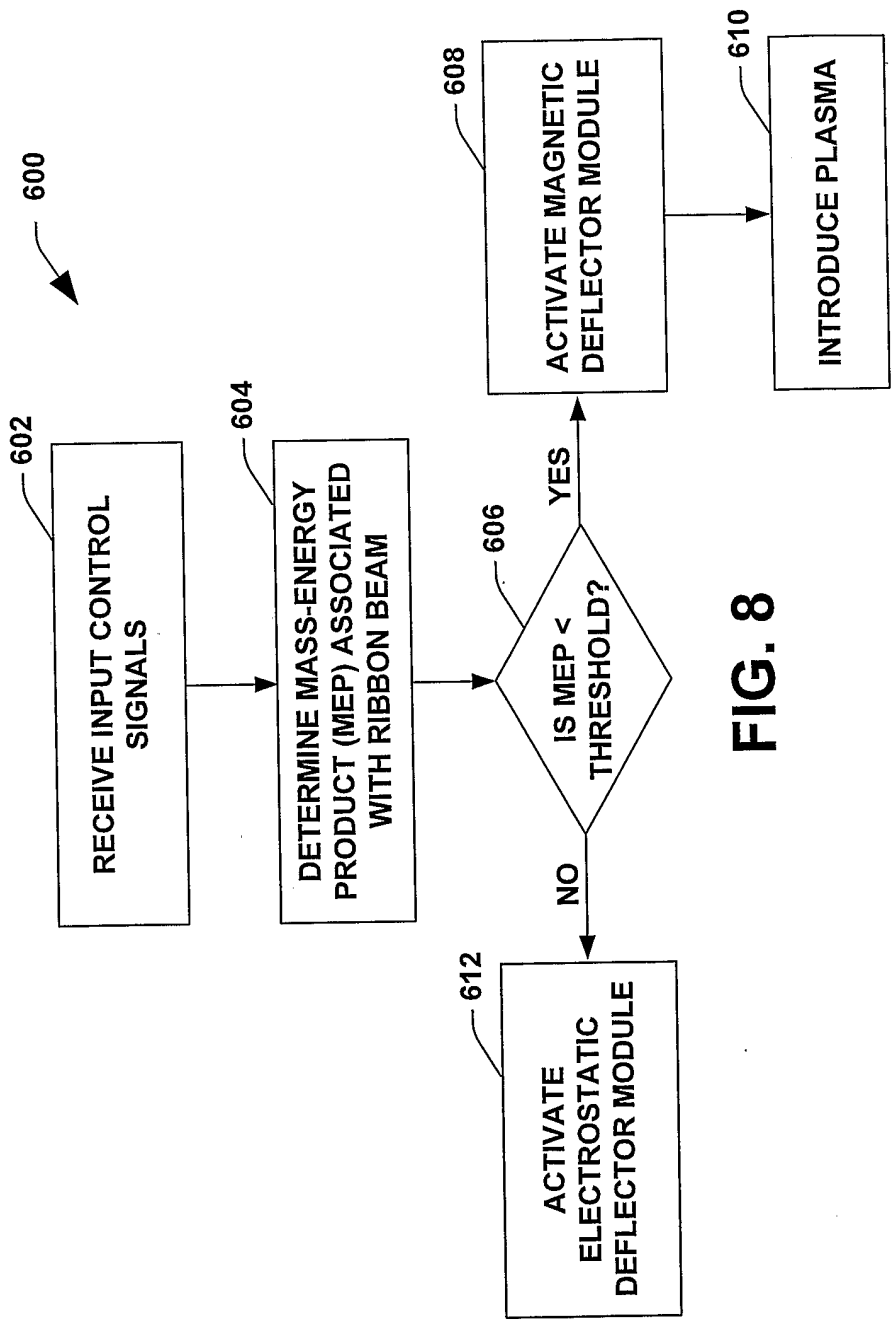 600
602
RECEIVE INPUT CONTROL
SIGNALS
604
DETERMINE MASS-ENERGY
PRODUCT (MEP) ASSOCIATED
WITH RIBBON BEAM
606
IS MEP <
THRESHOLD?
YES
608
ACTIVATE MAGNETIC
DEFLECTOR MODULE
610
INTRODUCE PLASMA
NO
612
ACTIVATE
ELECTROSTATIC
DEFLECTOR MODULE
FIG. 8